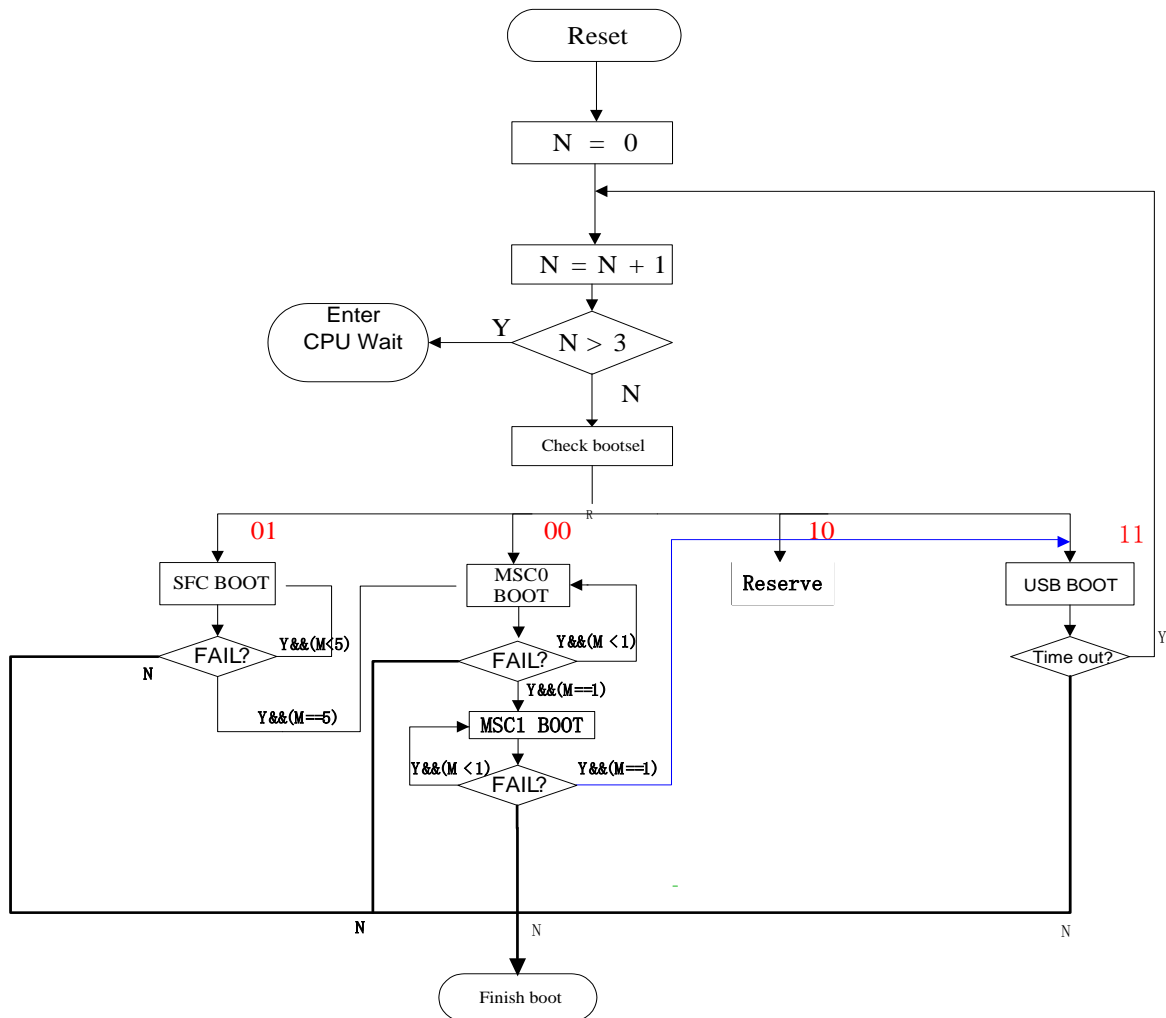 Reset
N = 0
N = N + 1
Enter
CPU Wait
Y
N > 3
N
Check bootsel
R
01
00
10
11
SFC BOOT
MSC0
BOOT
Reserve
USB BOOT
FAIL?
Y&&(M<5)
N
FAIL?
Y&&(M <1)
Time out?
Y
Y&&(M==5)
Y&&(M==1)
MSC1 BOOT
Y&&(M <1)
FAIL?
Y&&(M==1)
-
N
N
N
Finish boot